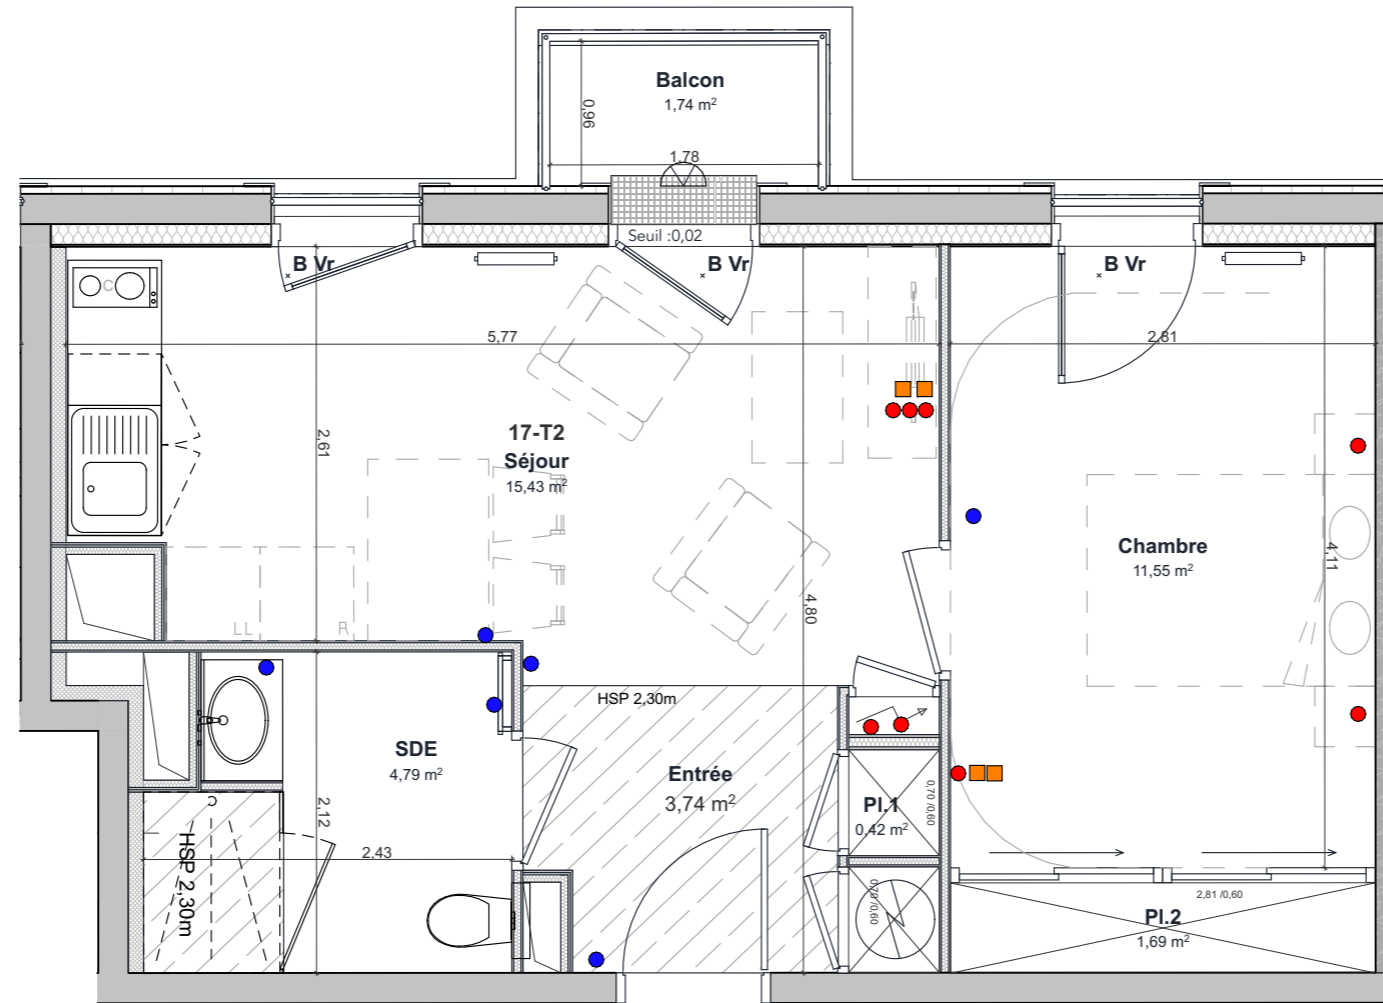 Balcon
1,74 m²
0,96
1,78
Seuil :0,02
B Vr
B Vr
B Vr
C
5,77
2,81
2,61
17-T2
Séjour
15,43 m²
Chambre
11,55 m²
4,11
4,80
LL
R
HSP 2,30m
SDE
4,79 m²
Entrée
3,74 m²
Pl.1
0,42 m²
0,70 /0,60
2,12
2,43
HSP 2,30m
0,70 /0,60
2,81 /0,60
Pl.2
1,69 m²